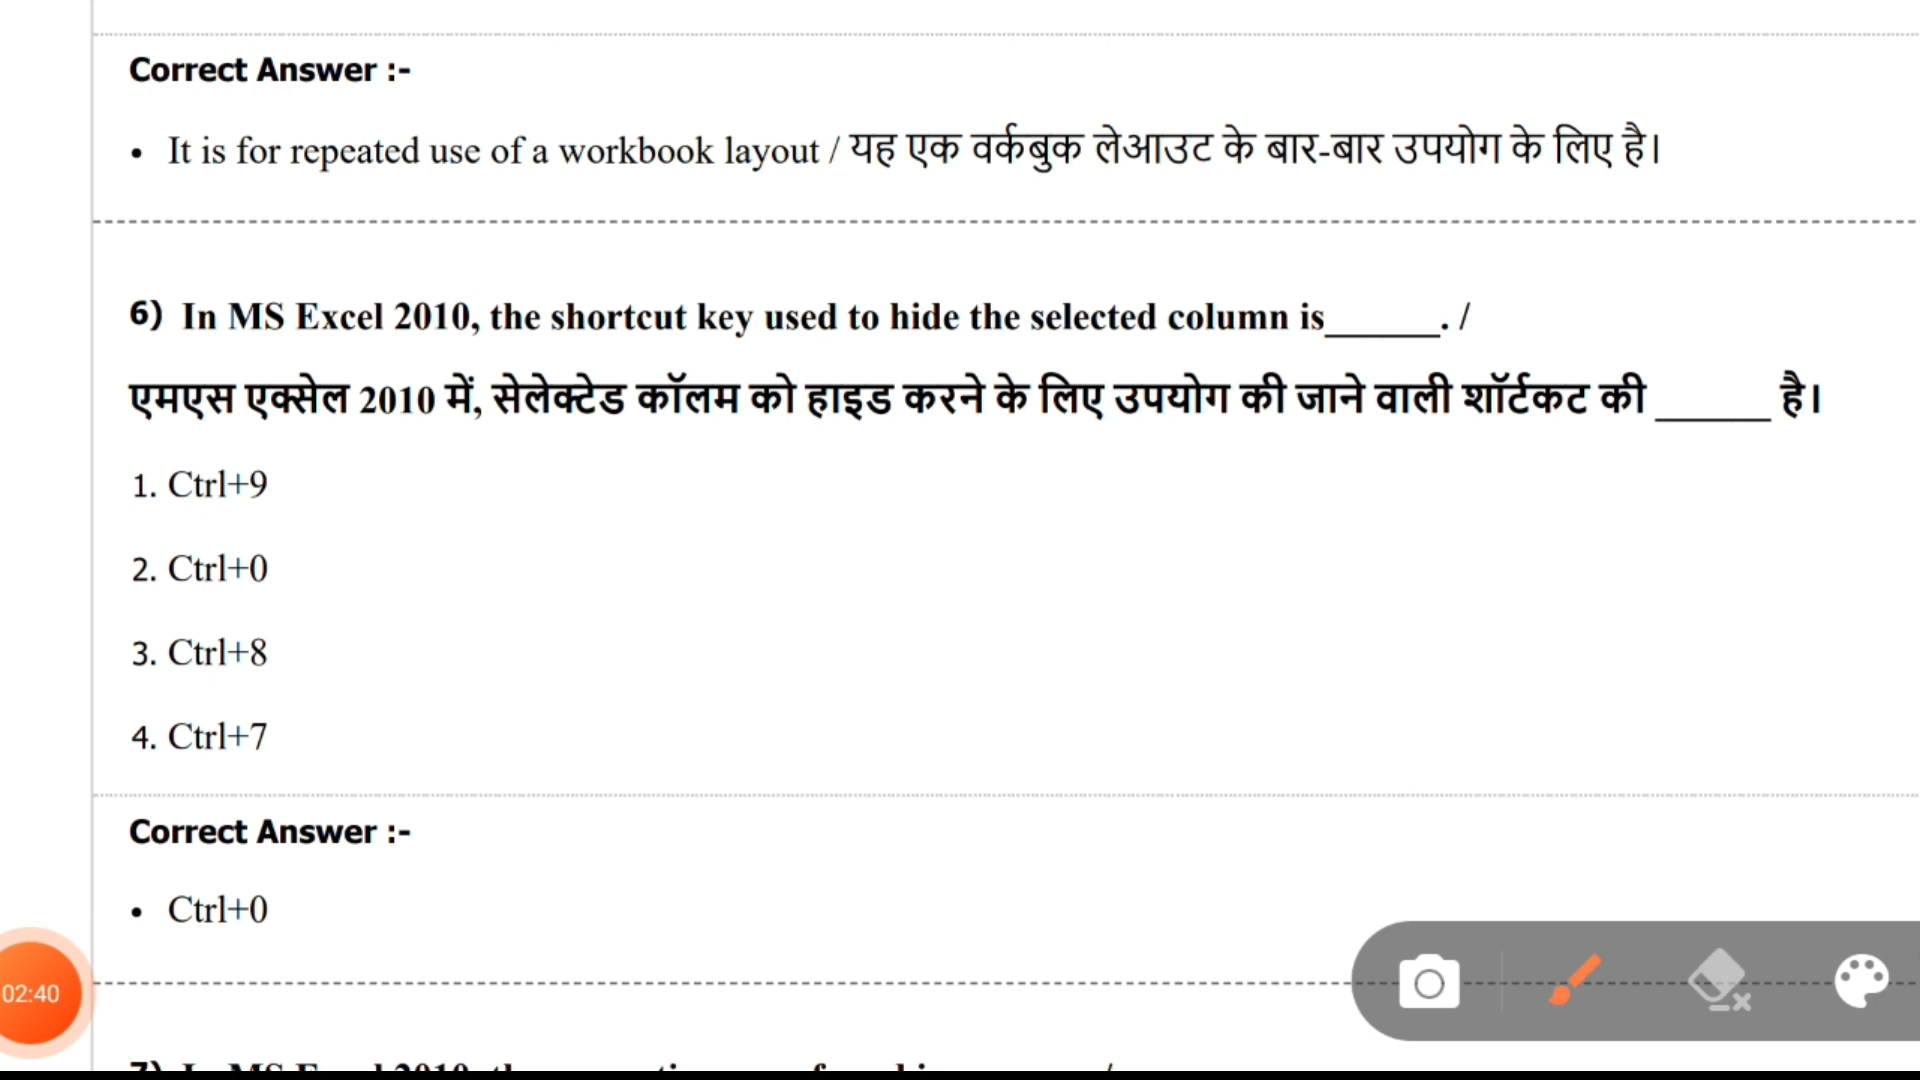 Correct Answer :-
• It is for repeated use of a workbook layout / यह एक वर्कबुक लेआउट के बार-बार उपयोग के लिए है।
6) In MS Excel 2010, the shortcut key used to hide the selected column is______. /
एमएस एक्सेल 2010 में, सेलेक्टेड कॉलम को हाइड करने के लिए उपयोग की जाने वाली शॉर्टकट की ______ है।
1. Ctrl+9
2. Ctrl+0
3. Ctrl+8
4. Ctrl+7
Correct Answer :-
• Ctrl+0
02:40